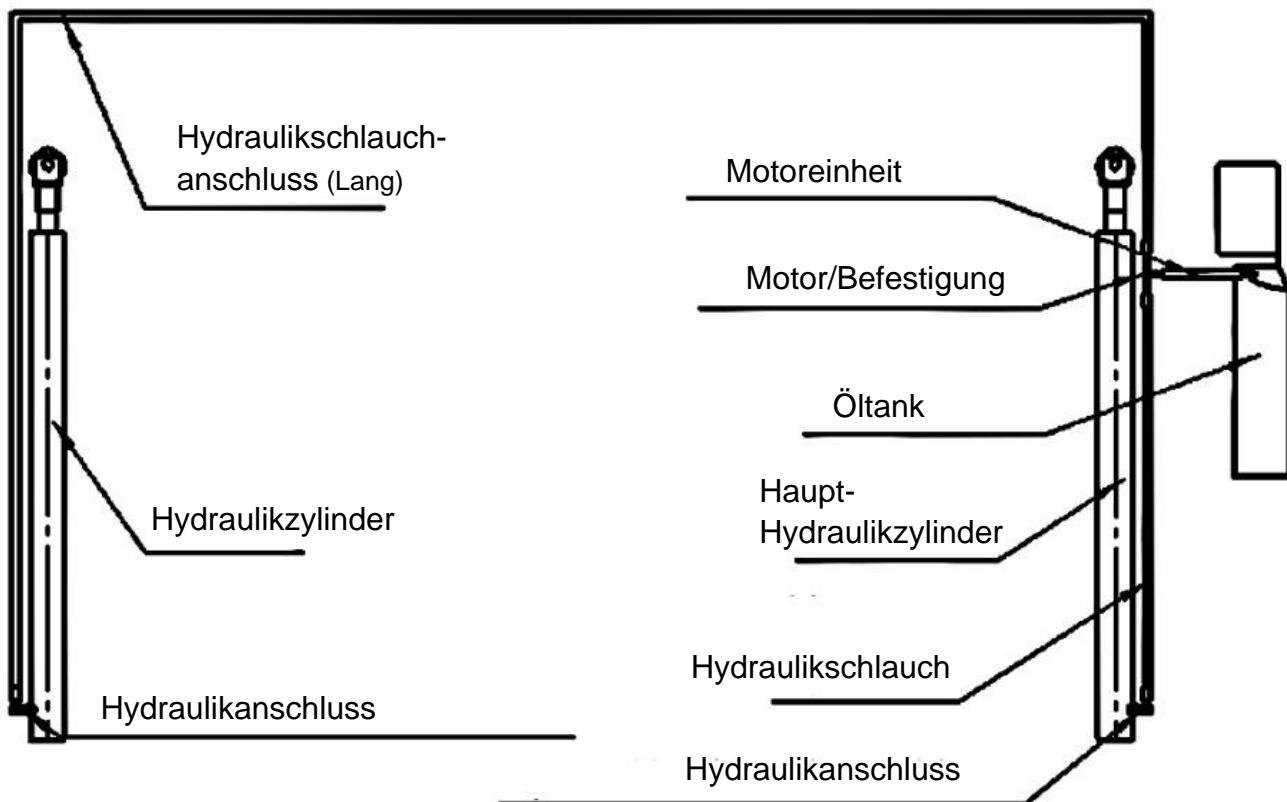 Hydraulikschlauch-
anschluss (Lang)
Motoreinheit
Motor/Befestigung
Öltank
Hydraulikzylinder
Haupt-
Hydraulikzylinder
Hydraulikschlauch
Hydraulikanschluss
Hydraulikanschluss